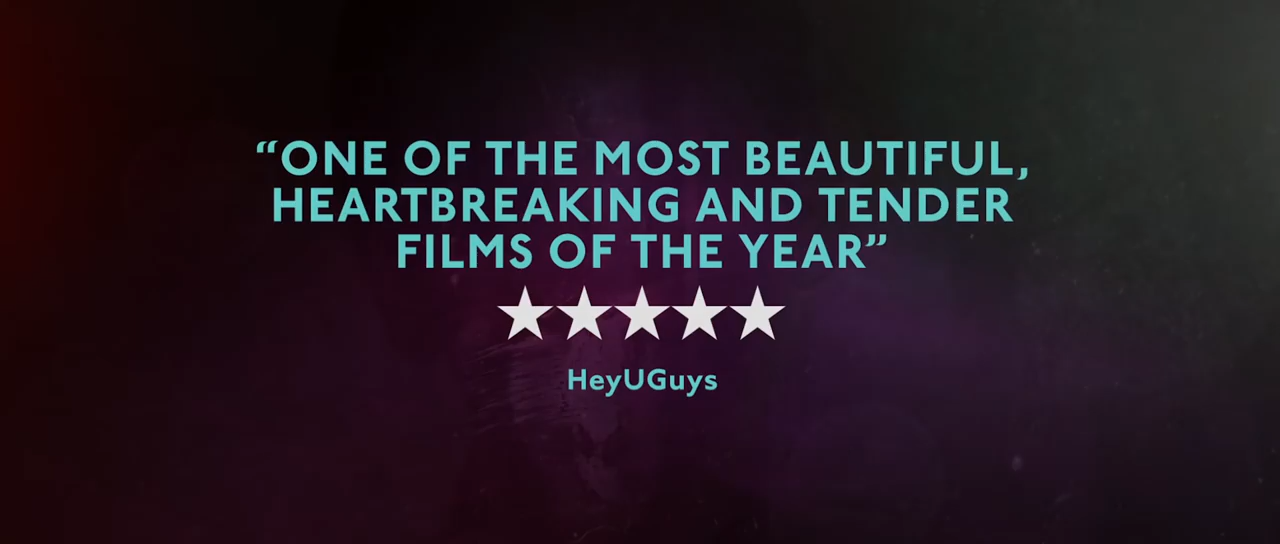 “ONE OF THE MOST BEAUTIFUL,
HEARTBREAKING AND TENDER
FILMS OF THE YEAR”
HeyUGuys